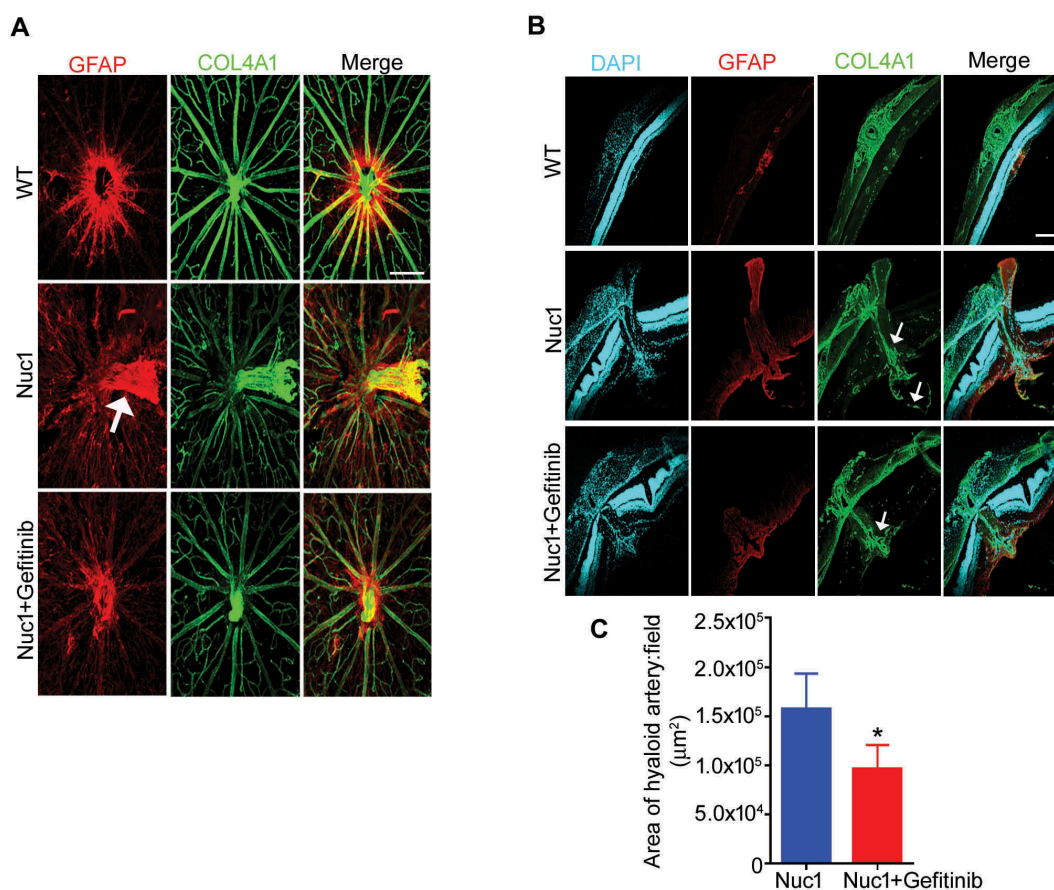 A
GFAP COL4A1 Merge
WT
Nuc1
Nuc1+Gefitinib
B
DAPI GFAP COL4A1 Merge
WT
Nuc1
Nuc1+Gefitinib
C
Area of hyaloid artery:field
(μm²)
2.5x10⁵
2.0x10⁵
1.5x10⁵
1.0x10⁵
5.0x10⁴
0
*
Nuc1 Nuc1+Gefitinib